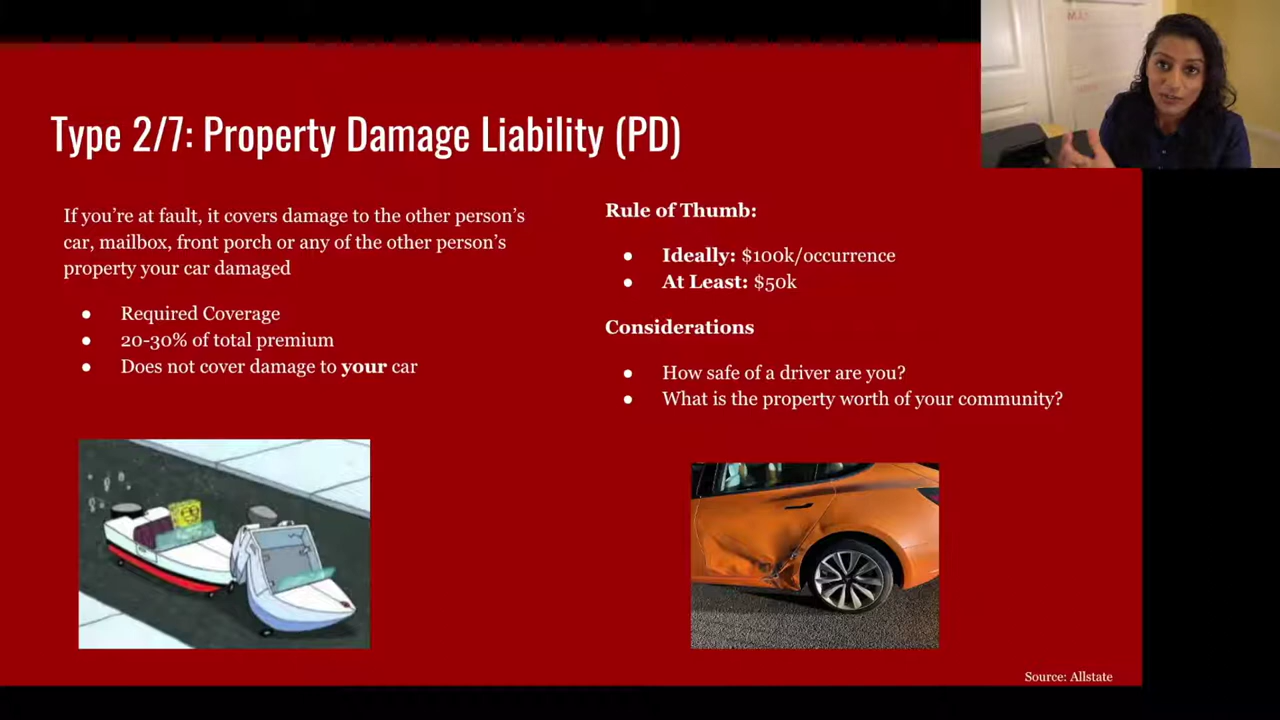 Type 2/7: Property Damage Liability (PD)
If you’re at fault, it covers damage to the other person’s
car, mailbox, front porch or any of the other person’s
property your car damaged
● Required Coverage
● 20-30% of total premium
● Does not cover damage to your car
Rule of Thumb:
● Ideally: $100k/occurrence
● At Least: $50k
Considerations
● How safe of a driver are you?
● What is the property worth of your community?
Source: Allstate